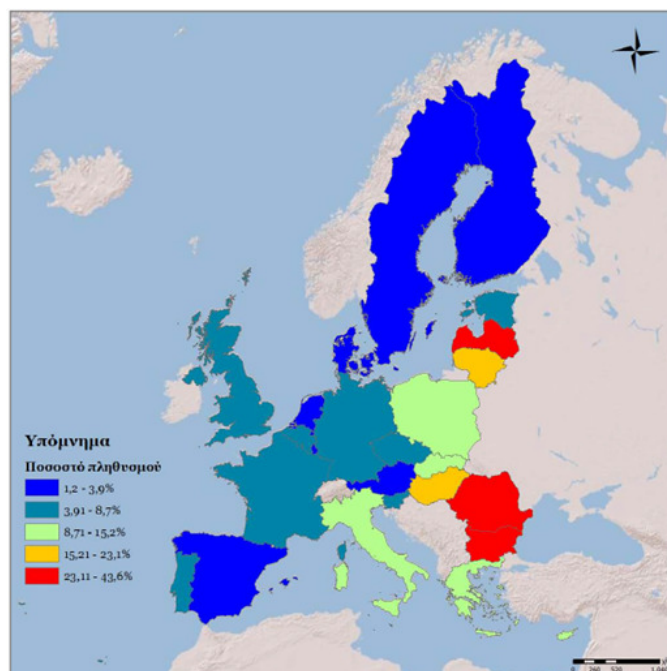 Υπόμνημα
Ποσοστό πληθυσμού
1,2 - 3,9%
3,91 - 8,7%
8,71 - 15,2%
15,21 - 23,1%
23,11 - 43,6%